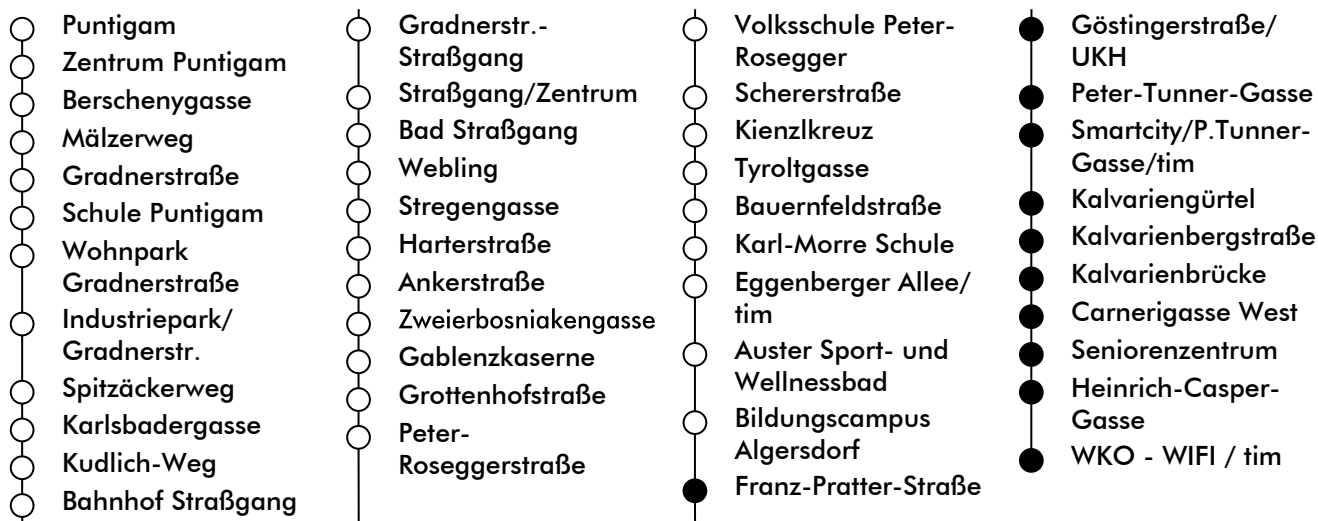 Puntigam
Zentrum Puntigam
Berschenygasse
Mälzerweg
Gradnerstraße
Schule Puntigam
Wohnpark
Gradnerstraße
Industriepark/
Gradnerstr.
Spitzäckerweg
Karlsbadergasse
Kudlich-Weg
Bahnhof Straßgang
Gradnerstr.-
Straßgang
Straßgang/Zentrum
Bad Straßgang
Webling
Stregengasse
Harterstraße
Ankerstraße
Zweierbosniakengasse
Gablenzkaserne
Grottenhofstraße
Peter-
Roseggerstraße
Volksschule Peter-
Rosegger
Schererstraße
Kienzlkreuz
Tyroltgasse
Bauernfeldstraße
Karl-Morre Schule
Eggenberger Allee/
tim
Auster Sport- und
Wellnessbad
Bildungscampus
Algersdorf
Franz-Pratter-Straße
Göstingerstraße/
UKH
Peter-Tunner-Gasse
Smartcity/P.Tunner-
Gasse/tim
Kalvariengürtel
Kalvarienbergstraße
Kalvarienbrücke
Carnerigasse West
Seniorenzentrum
Heinrich-Casper-
Gasse
WKO - WIFI / tim